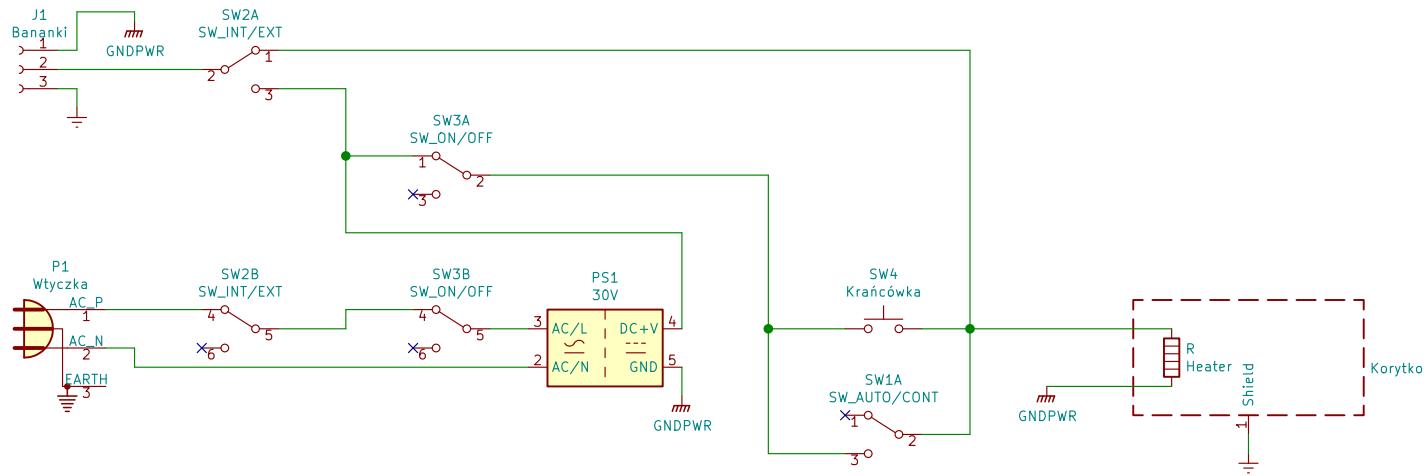 J1
Bananki
1
2
3
GNDPWR
SW2A
SW_INT/EXT
2
1
3
SW3A
SW_ON/OFF
1
2
3
P1
Wtyczka
AC_P
1
AC_N
2
EARTH
3
SW2B
SW_INT/EXT
4
5
6
SW3B
SW_ON/OFF
4
5
6
PS1
30V
3
AC/L
DC+V
4
2
AC/N
GND
5
GNDPWR
SW4
Krańcówka
SW1A
SW_AUTO/CONT
1
2
3
GNDPWR
R
Heater
Shield
1
Korytko